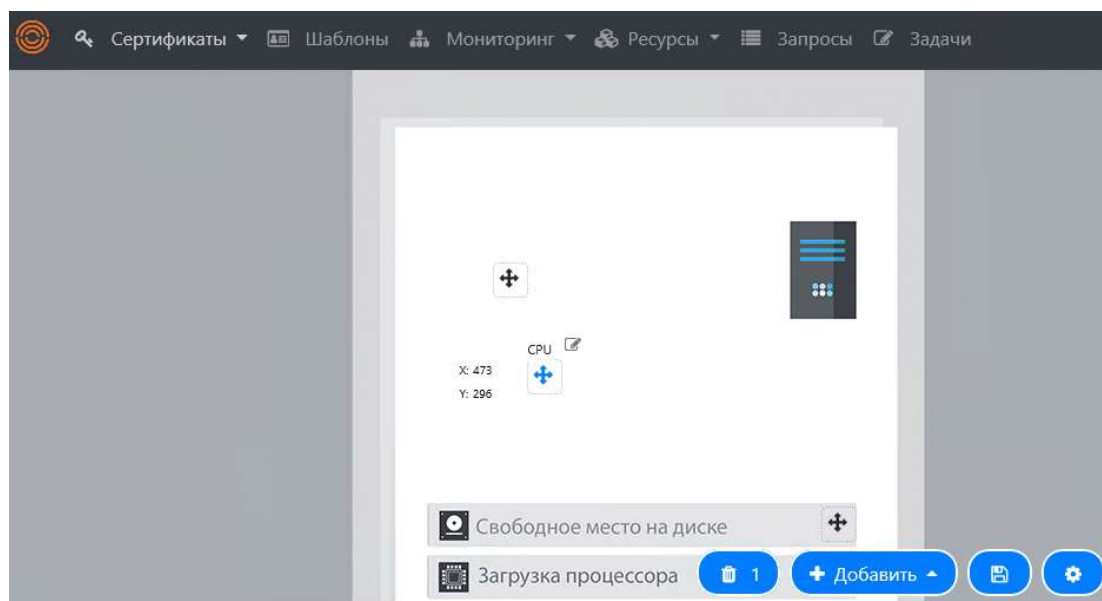 Сертификаты Шаблоны Мониторинг Ресурсы Запросы Задачи
CPU
X: 473
Y: 296
Свободное место на диске
Загрузка процессора
1 Добавить